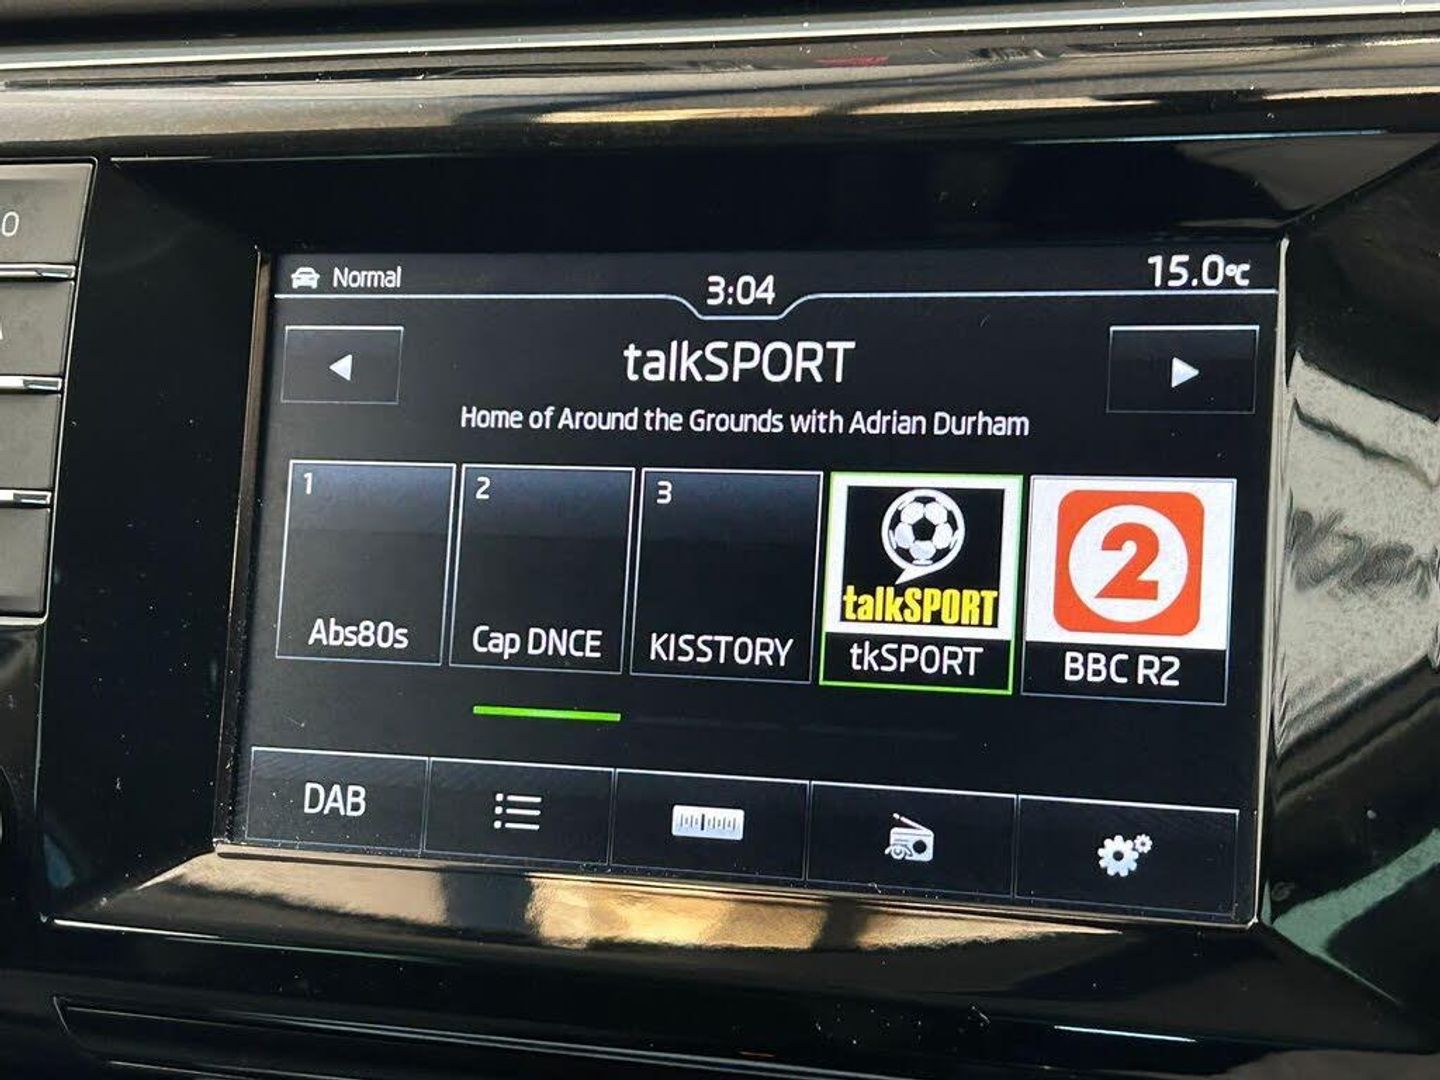 0
Normal
3:04
15.0°C
talkSPORT
Home of Around the Grounds with Adrian Durham
1
2
3
talkSPORT
2
Abs80s
Cap DNCE
KISSTORY
tkSPORT
BBC R2
DAB